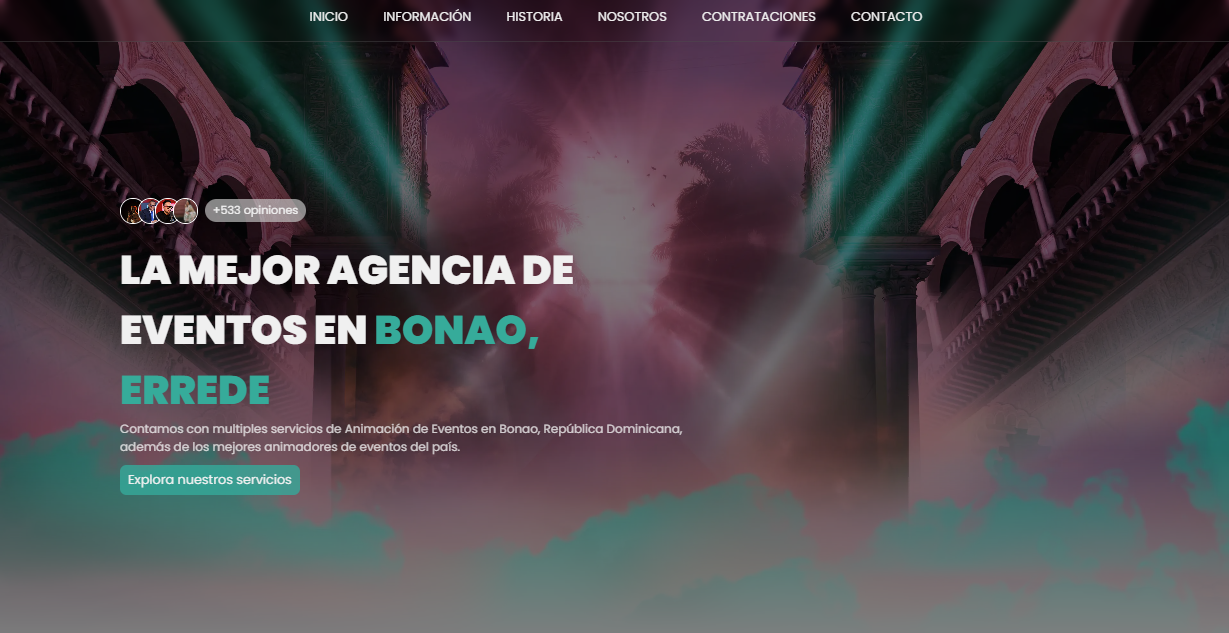 INICIO INFORMACIÓN HISTORIA NOSOTROS CONTRATACIONES CONTACTO
+533 opiniones
LA MEJOR AGENCIA DE
EVENTOS EN BONAO,
ERREDE
Contamos con multiples servicios de Animación de Eventos en Bonao, República Dominicana,
además de los mejores animadores de eventos del país.
Explora nuestros servicios